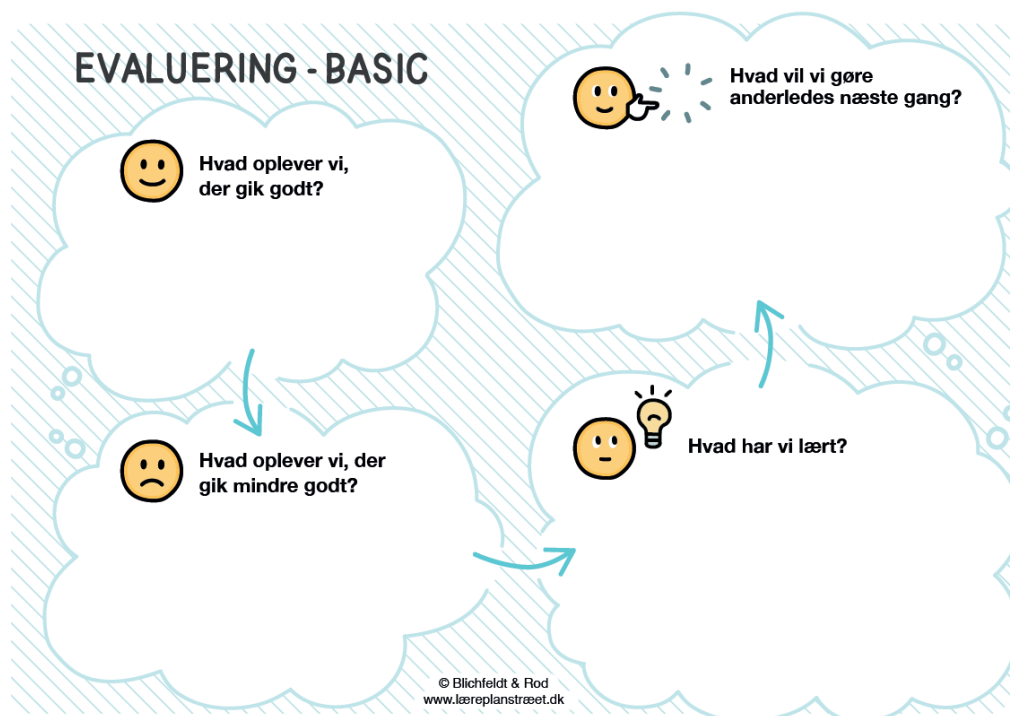 EVALUERING - BASIC
Hvad oplever vi,
der gik godt?
Hvad oplever vi, der
gik mindre godt?
Hvad har vi lært?
Hvad vil vi gøre
anderledes næste gang?
© Blichfeldt & Rod
www.læreplanstræet.dk